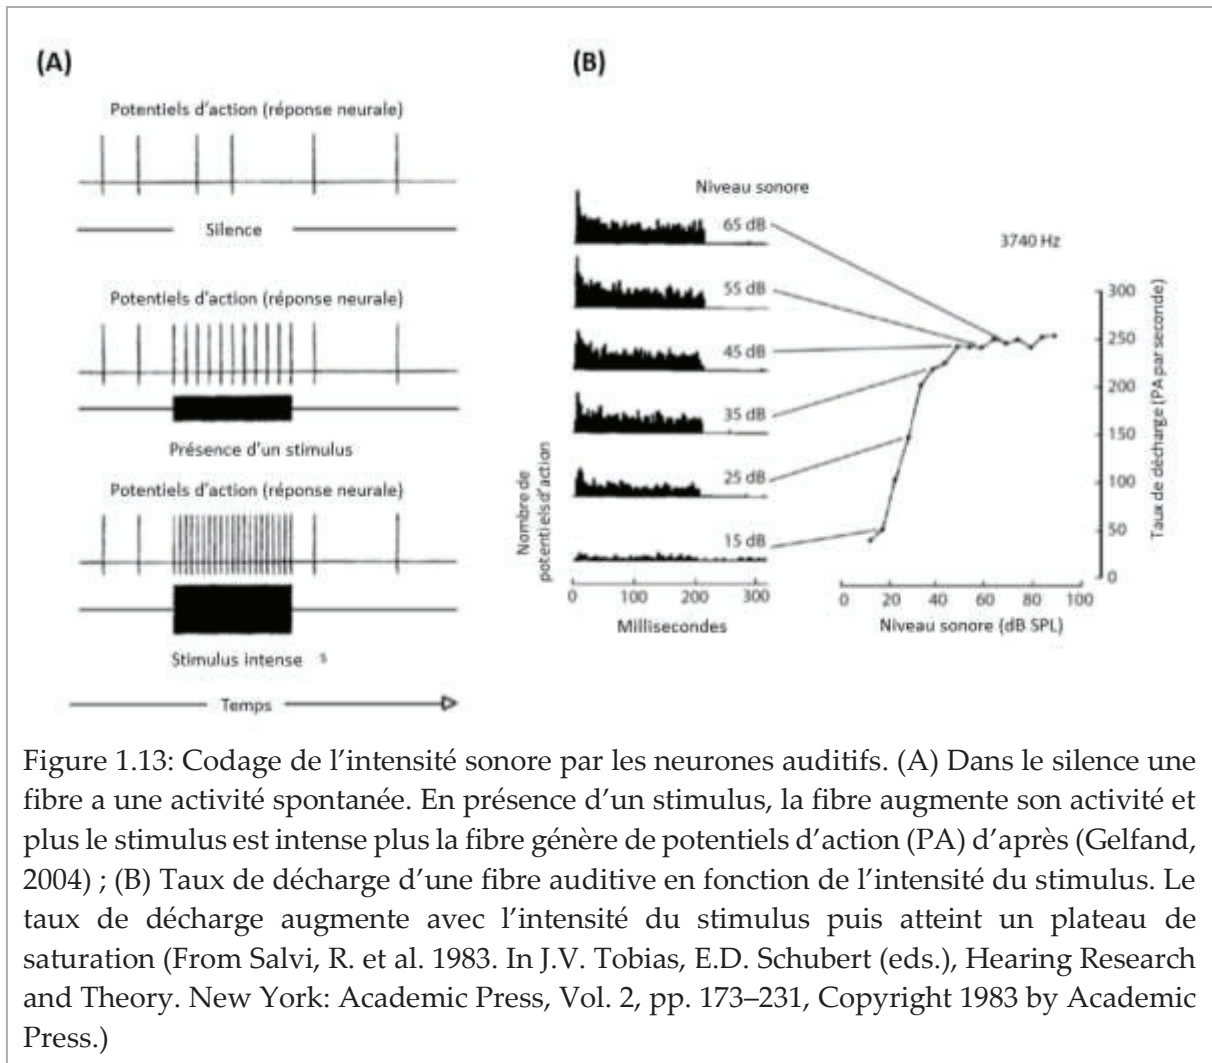 (A)
Potentiels d'action (réponse neurale)
Silence
Potentiels d'action (réponse neurale)
Présence d'un stimulus
Potentiels d'action (réponse neurale)
Stimulus intense s
Temps
(B)
Niveau sonore
65 dB
55 dB
45 dB
35 dB
25 dB
15 dB
Nombre de
potentiels d'action
0 100 200 300
Millisecondes
3740 Hz
300
250
200
150
100
50
0
Taux de décharge (PA par seconde)
0 20 40 60 80 100
Niveau sonore (dB SPL)
Figure 1.13: Codage de l'intensité sonore par les neurones auditifs. (A) Dans le silence une
fibre a une activité spontanée. En présence d'un stimulus, la fibre augmente son activité et
plus le stimulus est intense plus la fibre génère de potentiels d'action (PA) d'après (Gelfand,
2004) ; (B) Taux de décharge d'une fibre auditive en fonction de l'intensité du stimulus. Le
taux de décharge augmente avec l'intensité du stimulus puis atteint un plateau de
saturation (From Salvi, R. et al. 1983. In J.V. Tobias, E.D. Schubert (eds.), Hearing Research
and Theory. New York: Academic Press, Vol. 2, pp. 173–231, Copyright 1983 by Academic
Press.)